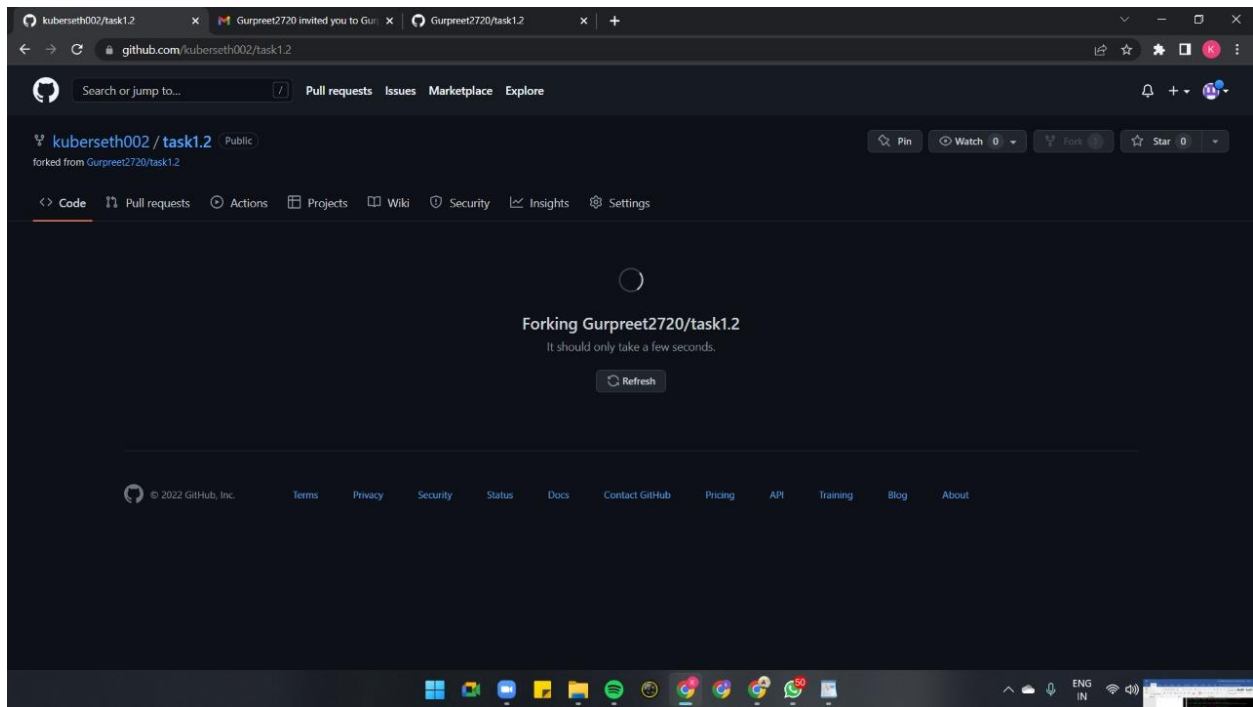 kuberseth002/task1.2
Gurpreet2720 invited you to Gur
Gurpreet2720/task1.2
github.com/kuberseth002/task1.2
K
Search or jump to... /
Pull requests Issues Marketplace Explore
kuberseth002 / task1.2 Public
forked from Gurpreet2720/task1.2
Pin
Watch 0
Fork
Star 0
Code Pull requests Actions Projects Wiki Security Insights Settings
Forking Gurpreet2720/task1.2
It should only take a few seconds.
Refresh
© 2022 GitHub, Inc. Terms Privacy Security Status Docs Contact GitHub Pricing API Training Blog About
50
ENG
IN